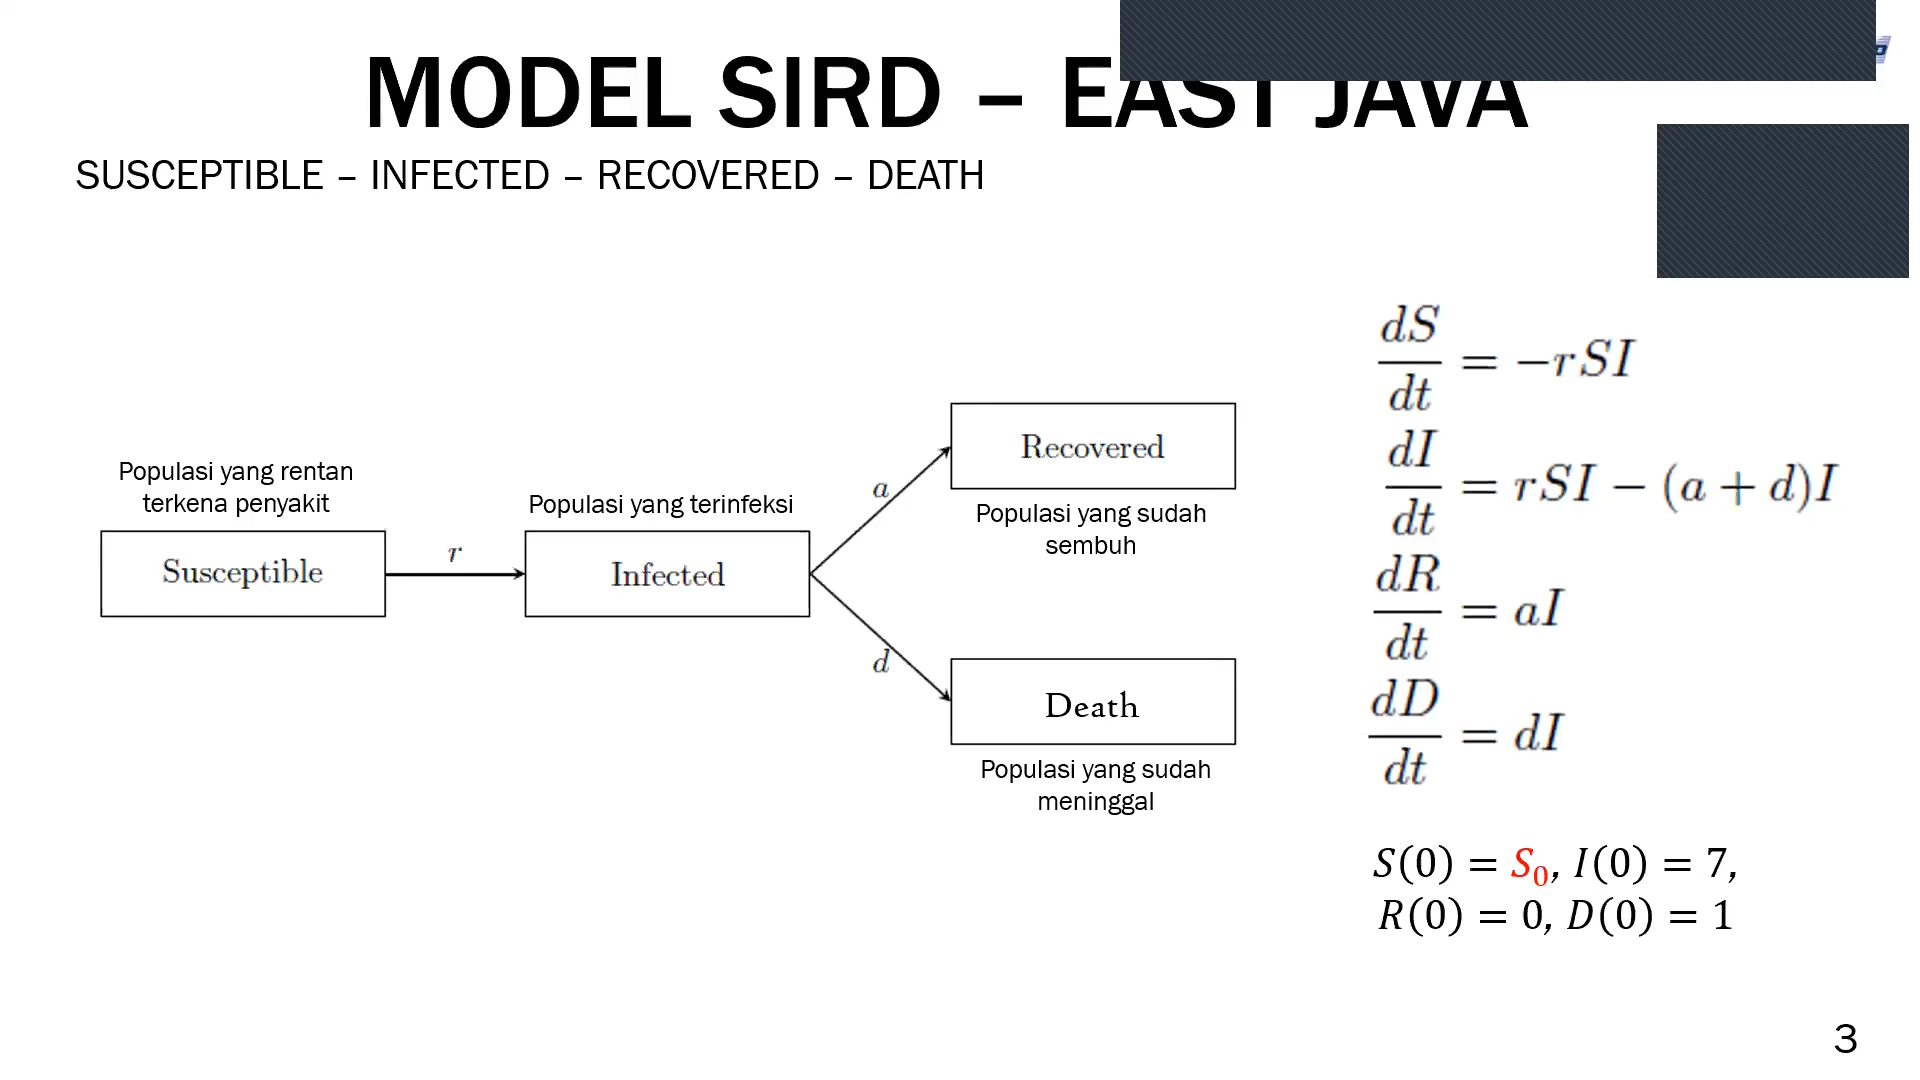 MODEL SIRD – EAST JAVA
SUSCEPTIBLE – INFECTED – RECOVERED – DEATH
Populasi yang rentan
terkena penyakit
Susceptible
r
Populasi yang terinfeksi
Infected
a
d
Recovered
Populasi yang sudah
sembuh
Death
Populasi yang sudah
meninggal
dS/dt = −rSI
dI/dt = rSI − (a + d)I
dR/dt = aI
dD/dt = dI
S(0) = S₀, I(0) = 7,
R(0) = 0, D(0) = 1
3